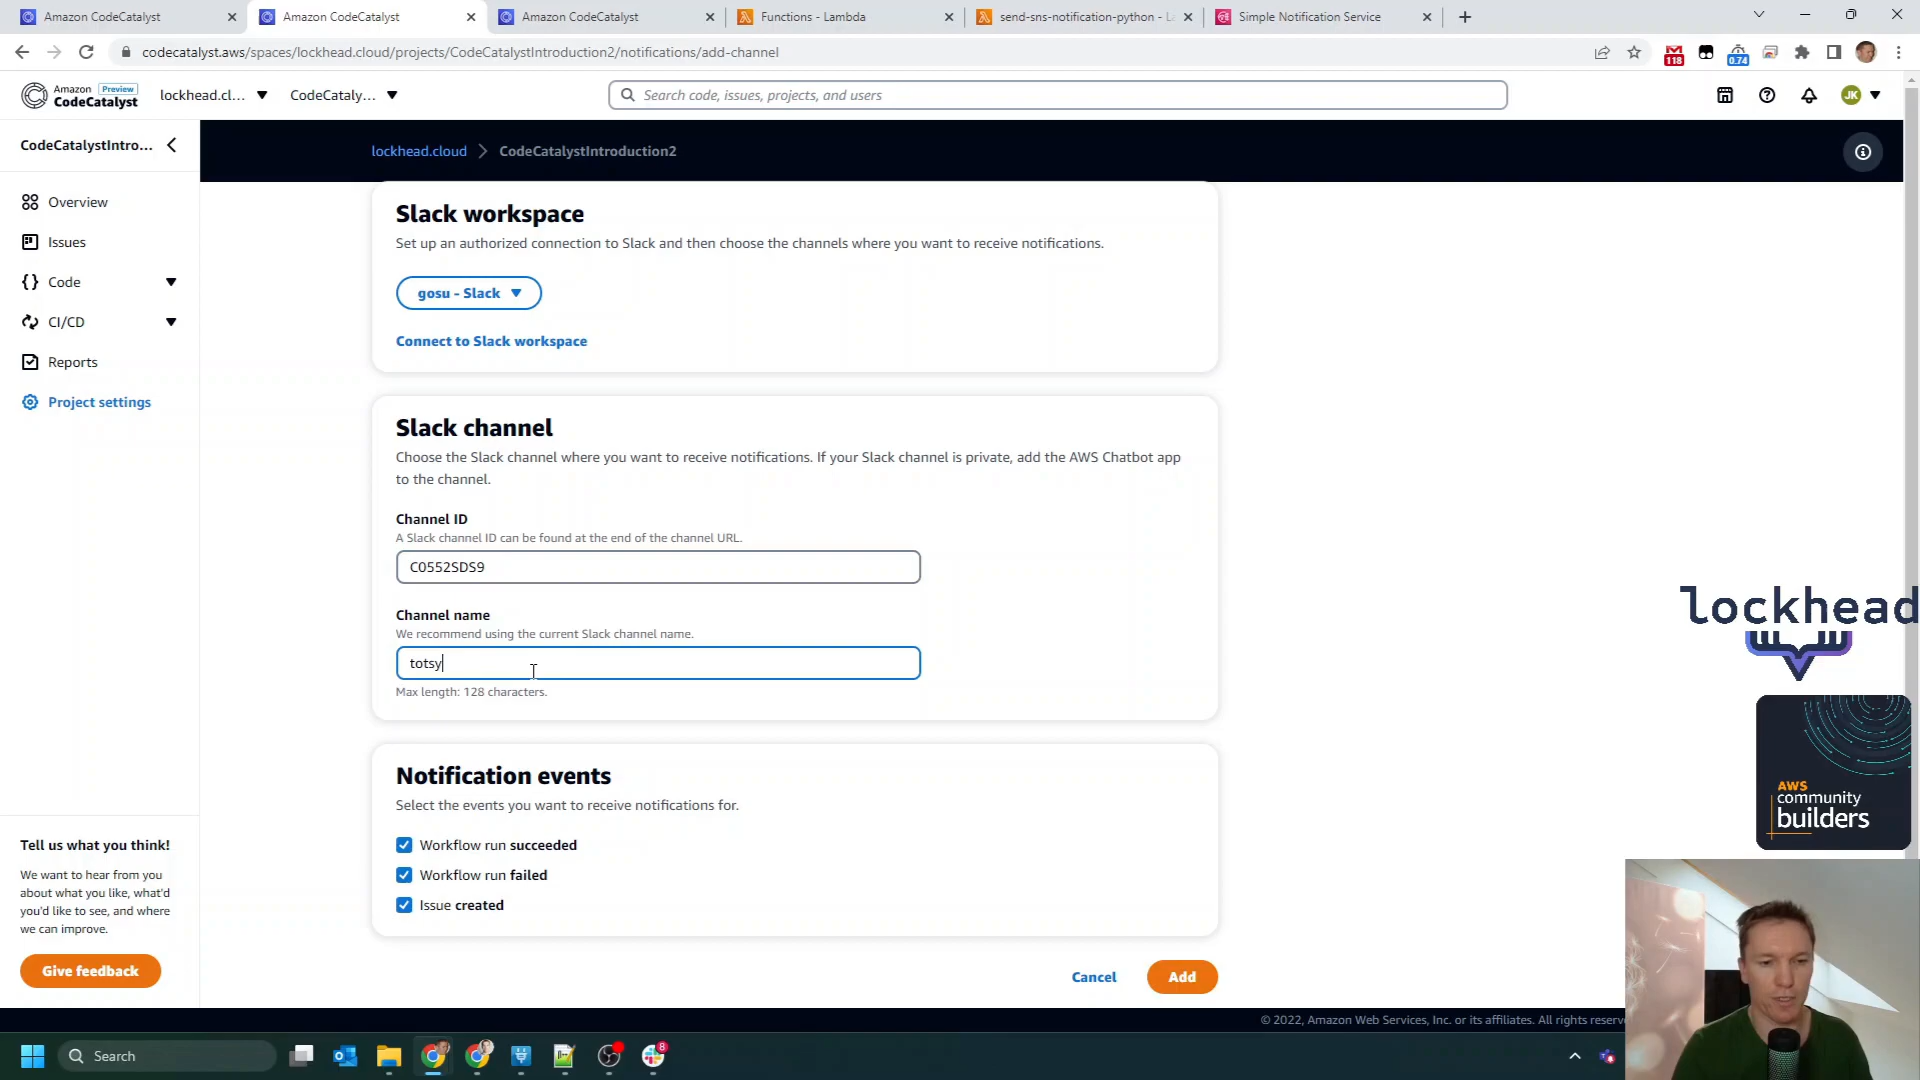 Amazon CodeCatalyst
Amazon CodeCatalyst
Amazon CodeCatalyst
Functions - Lambda
send-sns-notification-python - La
Simple Notification Service
codecatalyst.aws/spaces/lockhead.cloud/projects/CodeCatalystIntroduction2/notifications/add-channel
118
0.74
Amazon Preview
CodeCatalyst
lockhead.cl...
CodeCataly...
Search code, issues, projects, and users
JK
CodeCatalystIntro...
lockhead.cloud
CodeCatalystIntroduction2
Overview
Issues
Code
CI/CD
Reports
Project settings
Slack workspace
Set up an authorized connection to Slack and then choose the channels where you want to receive notifications.
gosu - Slack
Connect to Slack workspace
Slack channel
Choose the Slack channel where you want to receive notifications. If your Slack channel is private, add the AWS Chatbot app
to the channel.
Channel ID
A Slack channel ID can be found at the end of the channel URL.
C0552SDS9
Channel name
We recommend using the current Slack channel name.
totsy
Max length: 128 characters.
Notification events
Select the events you want to receive notifications for.
Workflow run succeeded
Workflow run failed
Issue created
Cancel
Add
Tell us what you think!
We want to hear from you
about what you like, what'd
you'd like to see, and where
we can improve.
Give feedback
© 2022, Amazon Web Services, Inc. or its affiliates. All rights reserv
lockhead
AWS
community
builders
Search
8